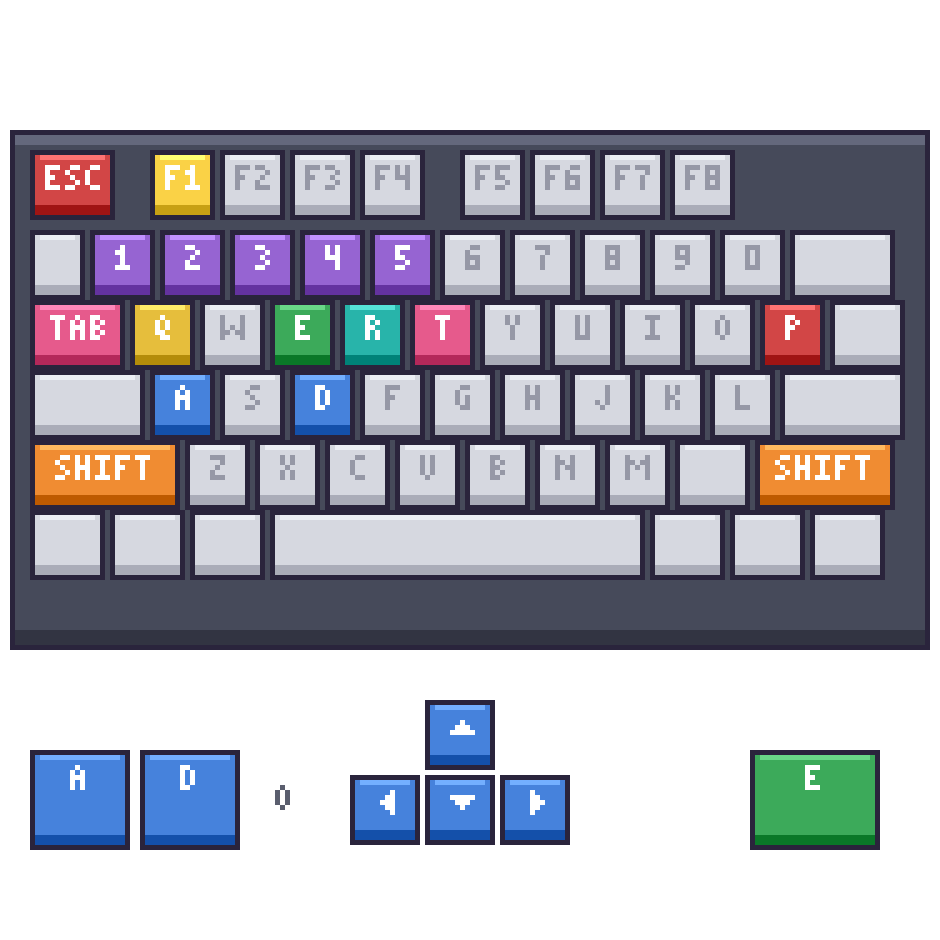 ESC F1 F2 F3 F4 F5 F6 F7 F8
1 2 3 4 5 6 7 8 9 0
TAB Q W E R T Y U I O P
A S D F G H J K L
SHIFT Z X C V B N M SHIFT
A D O E